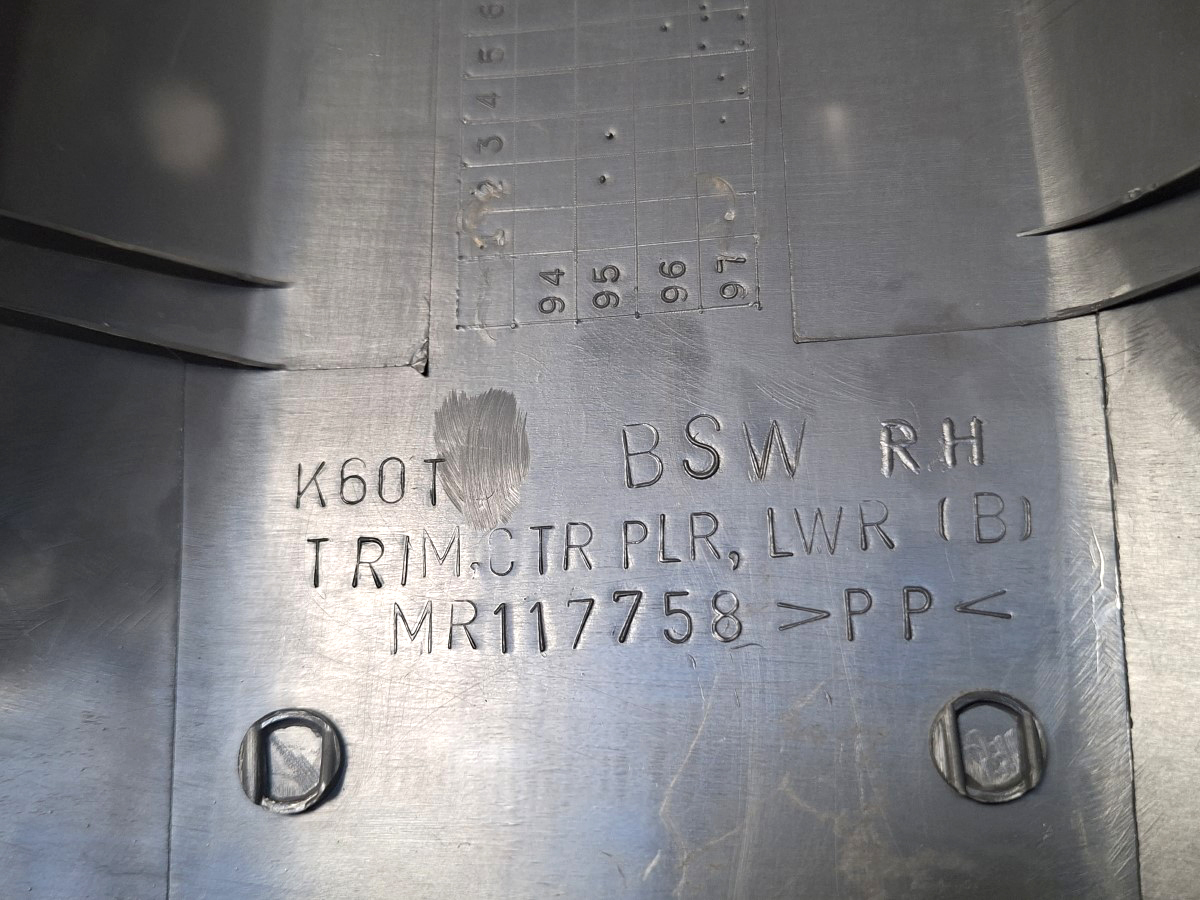 6
5
4
3
2
1
94 95 96 97
K60T BSW RH
TRIM,CTR PLR, LWR (B)
MR117758 >PP<